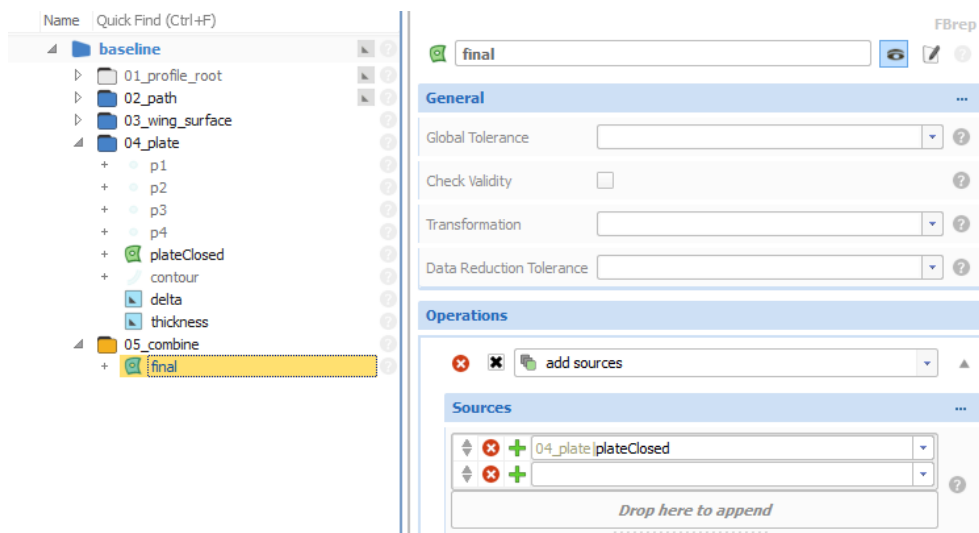 Name Quick Find (Ctrl+F)
baseline
01_profile_root
02_path
03_wing_surface
04_plate
p1
p2
p3
p4
plateClosed
contour
delta
thickness
05_combine
final
FBrep
final
General
Global Tolerance
Check Validity
Transformation
Data Reduction Tolerance
Operations
add sources
Sources
04_plate|plateClosed
Drop here to append